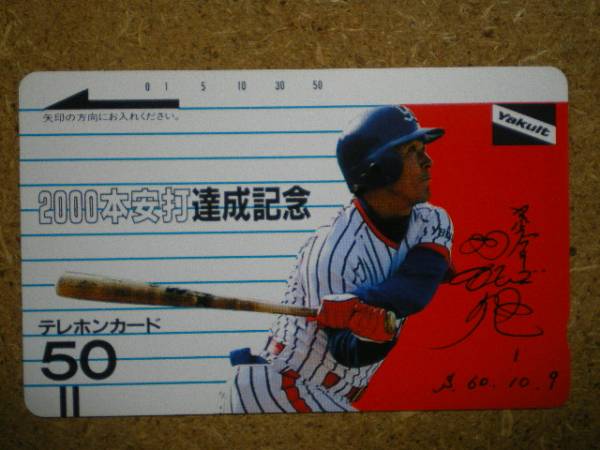 0 1 5 10 30 50
矢印の方向にお入れください。
Yakult
2000本安打達成記念
テレホンカード
50
S.60.10.9